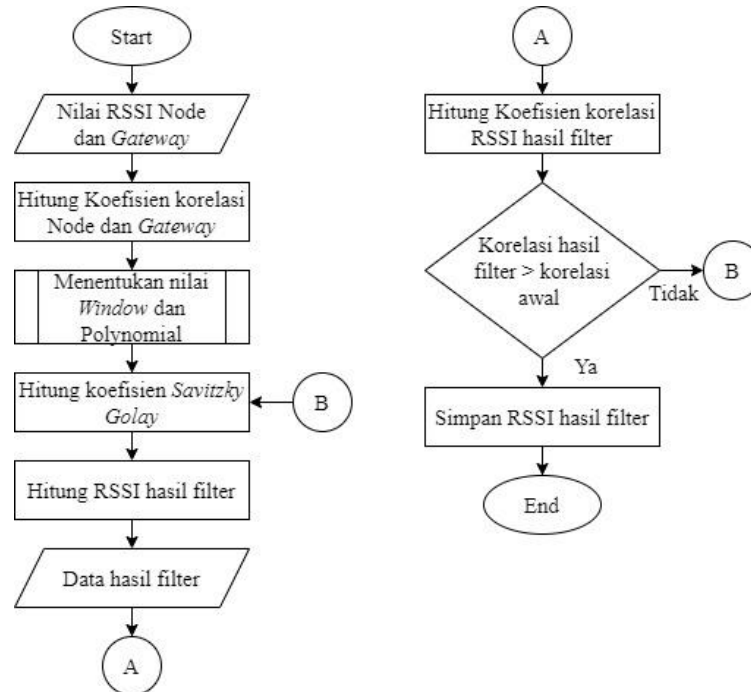 Start
Nilai RSSI Node
dan Gateway
Hitung Koefisien korelasi
Node dan Gateway
Menentukan nilai
Window dan
Polynomial
Hitung koefisien Savitzky
Golay
B
Hitung RSSI hasil filter
Data hasil filter
A
A
Hitung Koefisien korelasi
RSSI hasil filter
Korelasi hasil
filter > korelasi
awal
B
Tidak
Ya
Simpan RSSI hasil filter
End